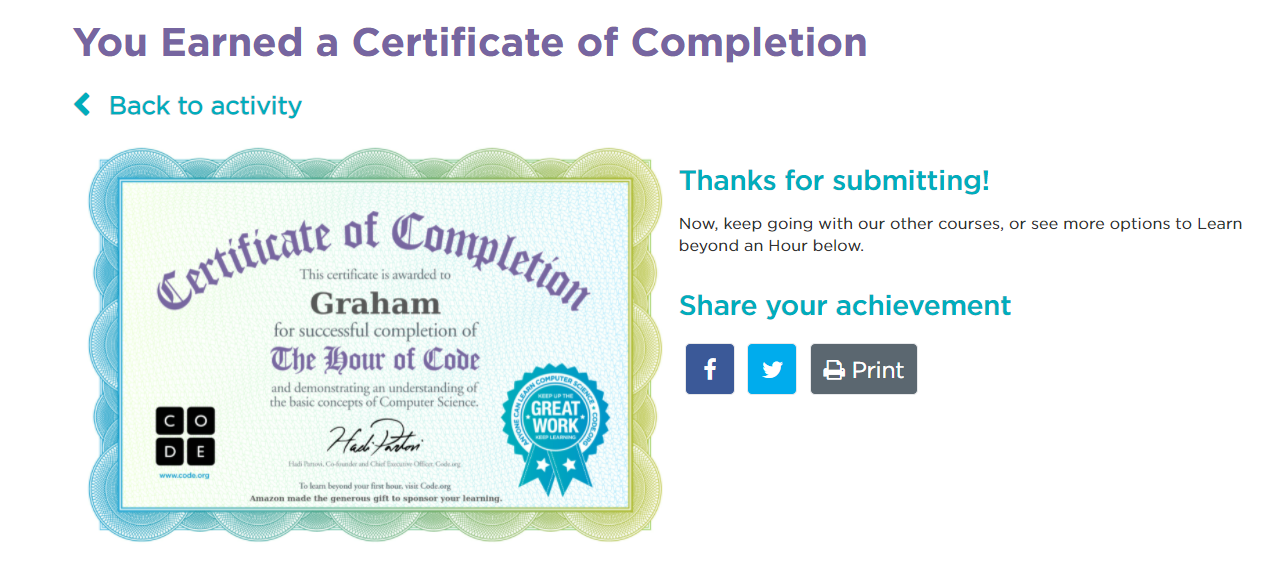 You Earned a Certificate of Completion
Back to activity
Certificate of Completion
This certificate is awarded to
Graham
for successful completion of
The Hour of Code
and demonstrating an understanding of
the basic concepts of Computer Science.
Hadi Partovi
Hadi Partovi, Co-founder and Chief Executive Officer, Code.org
To learn beyond your first hour, visit Code.org
Amazon made the generous gift to sponsor your learning.
C O
D E
www.code.org
ANYONE CAN LEARN COMPUTER SCIENCE • CODE.ORG
KEEP UP THE
GREAT
WORK
KEEP LEARNING
Thanks for submitting!
Now, keep going with our other courses, or see more options to Learn
beyond an Hour below.
Share your achievement
f
Print